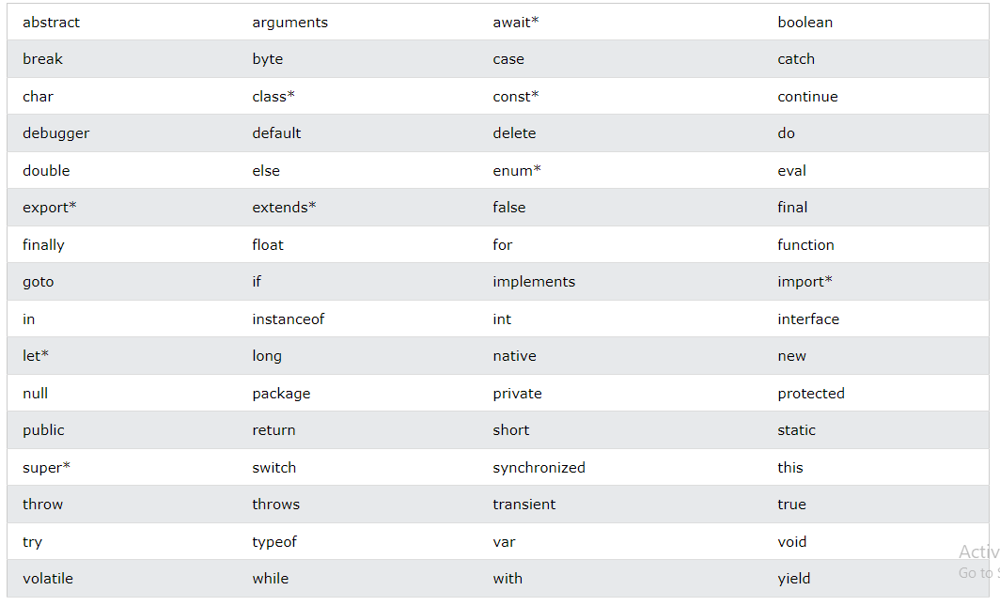 abstract arguments await* boolean
break byte case catch
char class* const* continue
debugger default delete do
double else enum* eval
export* extends* false final
finally float for function
goto if implements import*
in instanceof int interface
let* long native new
null package private protected
public return short static
super* switch synchronized this
throw throws transient true
try typeof var void
Activ
volatile while with yield
Go to